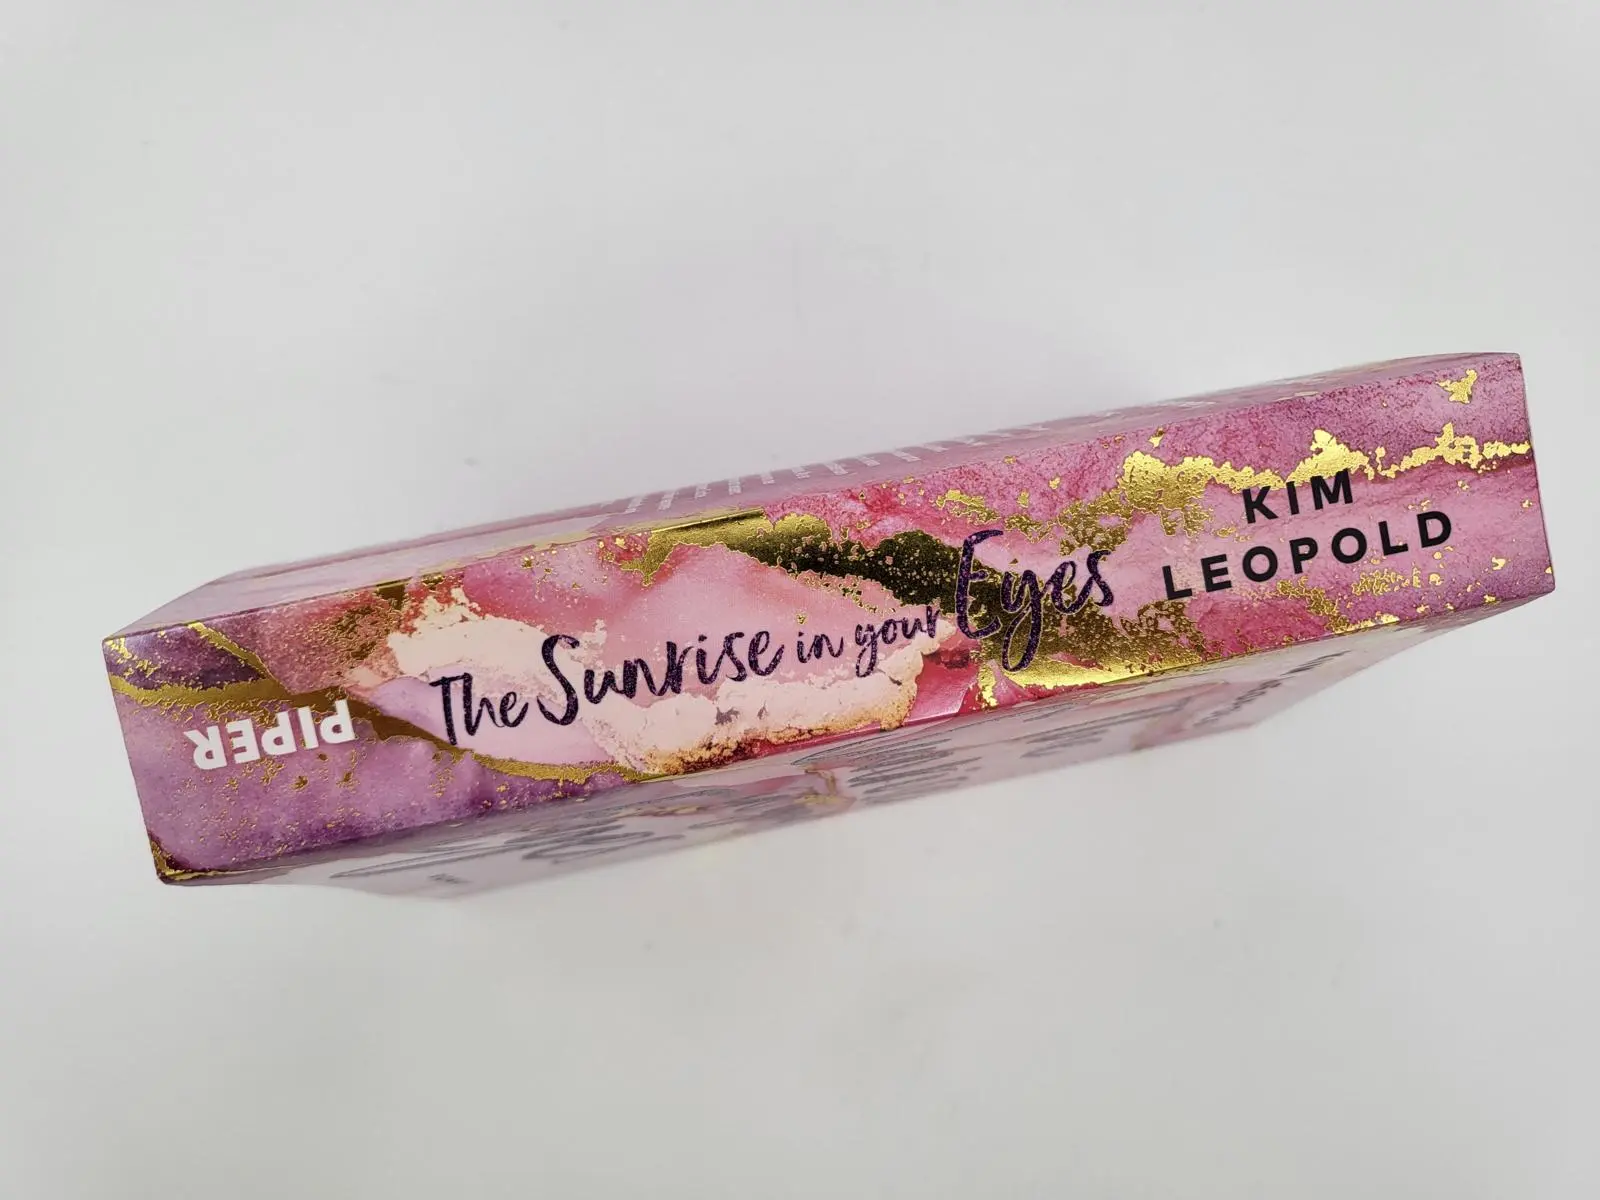 The Sunrise in your Eyes
KIM
LEOPOLD
PIPER